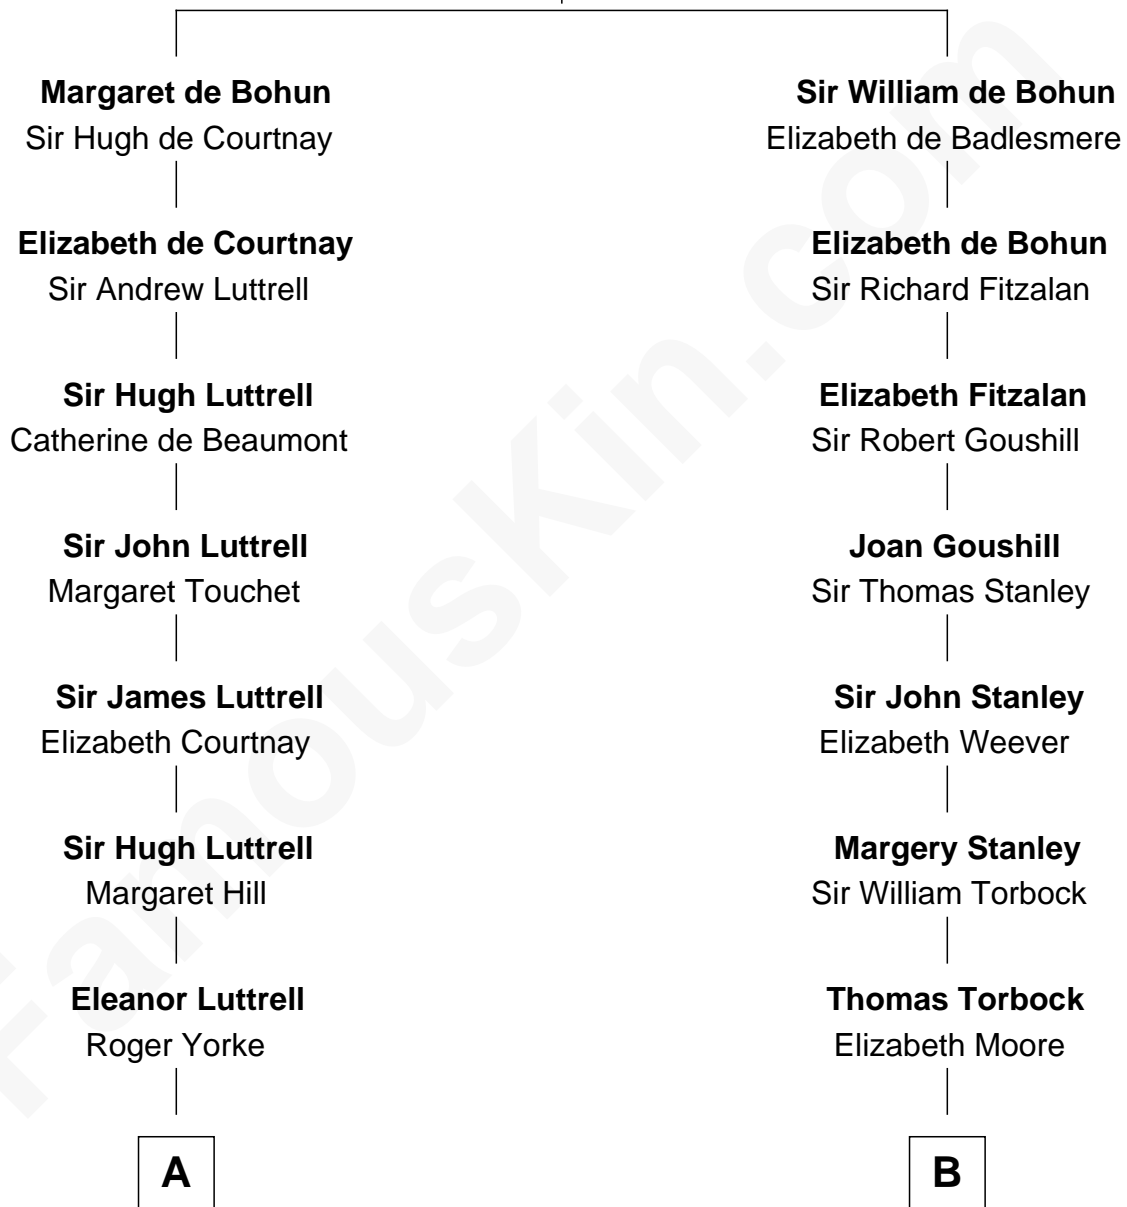 Margaret de Bohun
Sir Hugh de Courtnay
Elizabeth de Courtnay
Sir Andrew Luttrell
Sir Hugh Luttrell
Catherine de Beaumont
Sir John Luttrell
Margaret Touchet
Sir James Luttrell
Elizabeth Courtnay
Sir Hugh Luttrell
Margaret Hill
Eleanor Luttrell
Roger Yorke
A
Sir William de Bohun
Elizabeth de Badlesmere
Elizabeth de Bohun
Sir Richard Fitzalan
Elizabeth Fitzalan
Sir Robert Goushill
Joan Goushill
Sir Thomas Stanley
Sir John Stanley
Elizabeth Weever
Margery Stanley
Sir William Torbock
Thomas Torbock
Elizabeth Moore
B
FamousKin.com